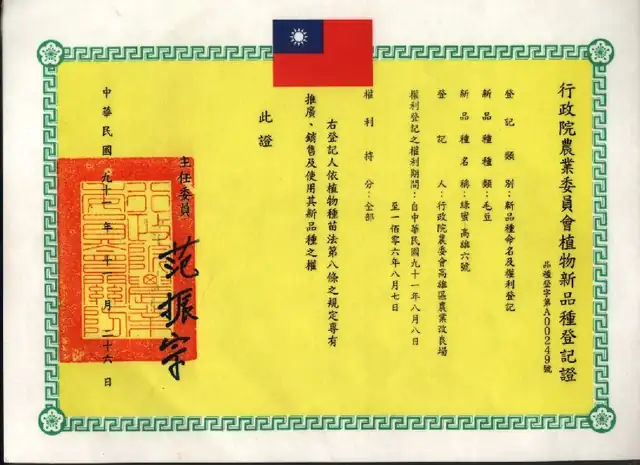 行政院農業委員會植物新品種登記證
品種登字第A00249號
登記類別：新品種命名及權利登記
新品種種類：毛豆
新品種名稱：綠蜜、高雄六號
登記人：行政院農委會高雄區農業改良場
權利登記之權利期間：自中華民國九十一年八月八日
至一佰零六年八月七日
權利持分：全部
右登記人依植物種苗法第八條之規定專有
推廣、銷售及使用其新品種之權
此證
主任委員 范振宗
中華民國九十一年十一月二十六日